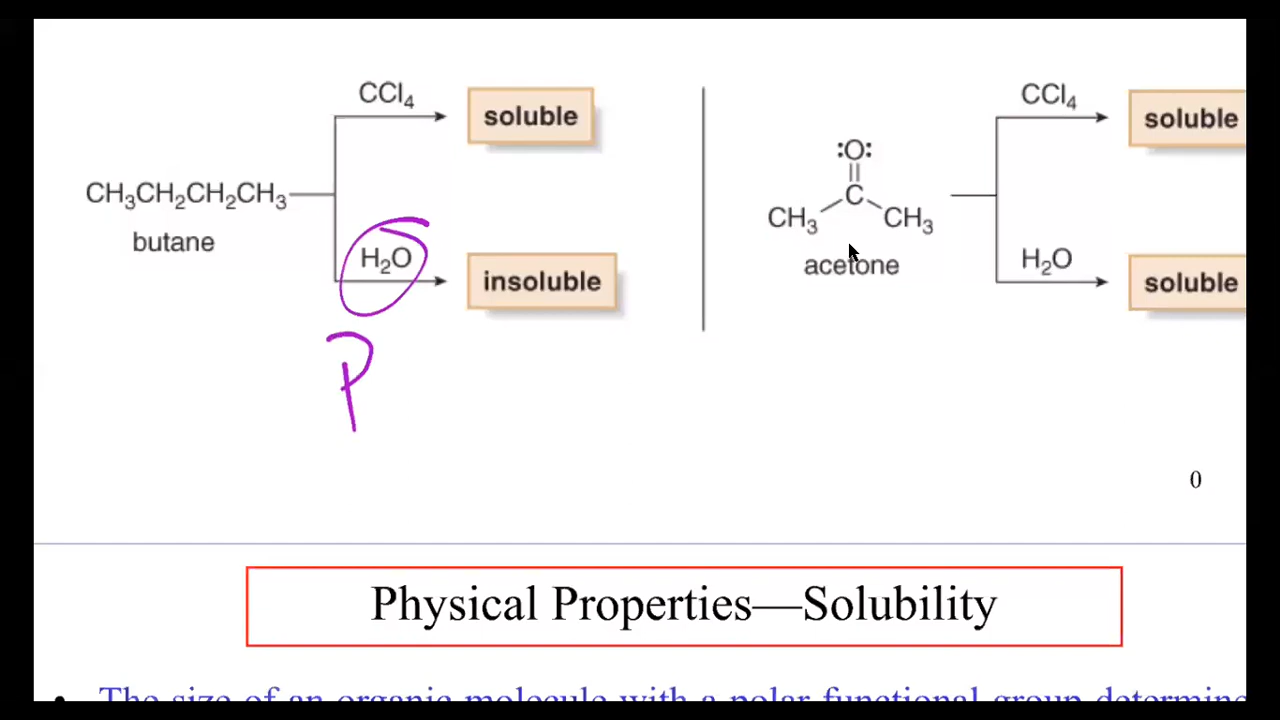 CCl₄
soluble
CH₃CH₂CH₂CH₃
butane
H₂O
insoluble
P
:O:
C
CH₃ CH₃
acetone
CCl₄
soluble
H₂O
soluble
0
Physical Properties—Solubility
• The size of an organic molecule with a polar functional group determine